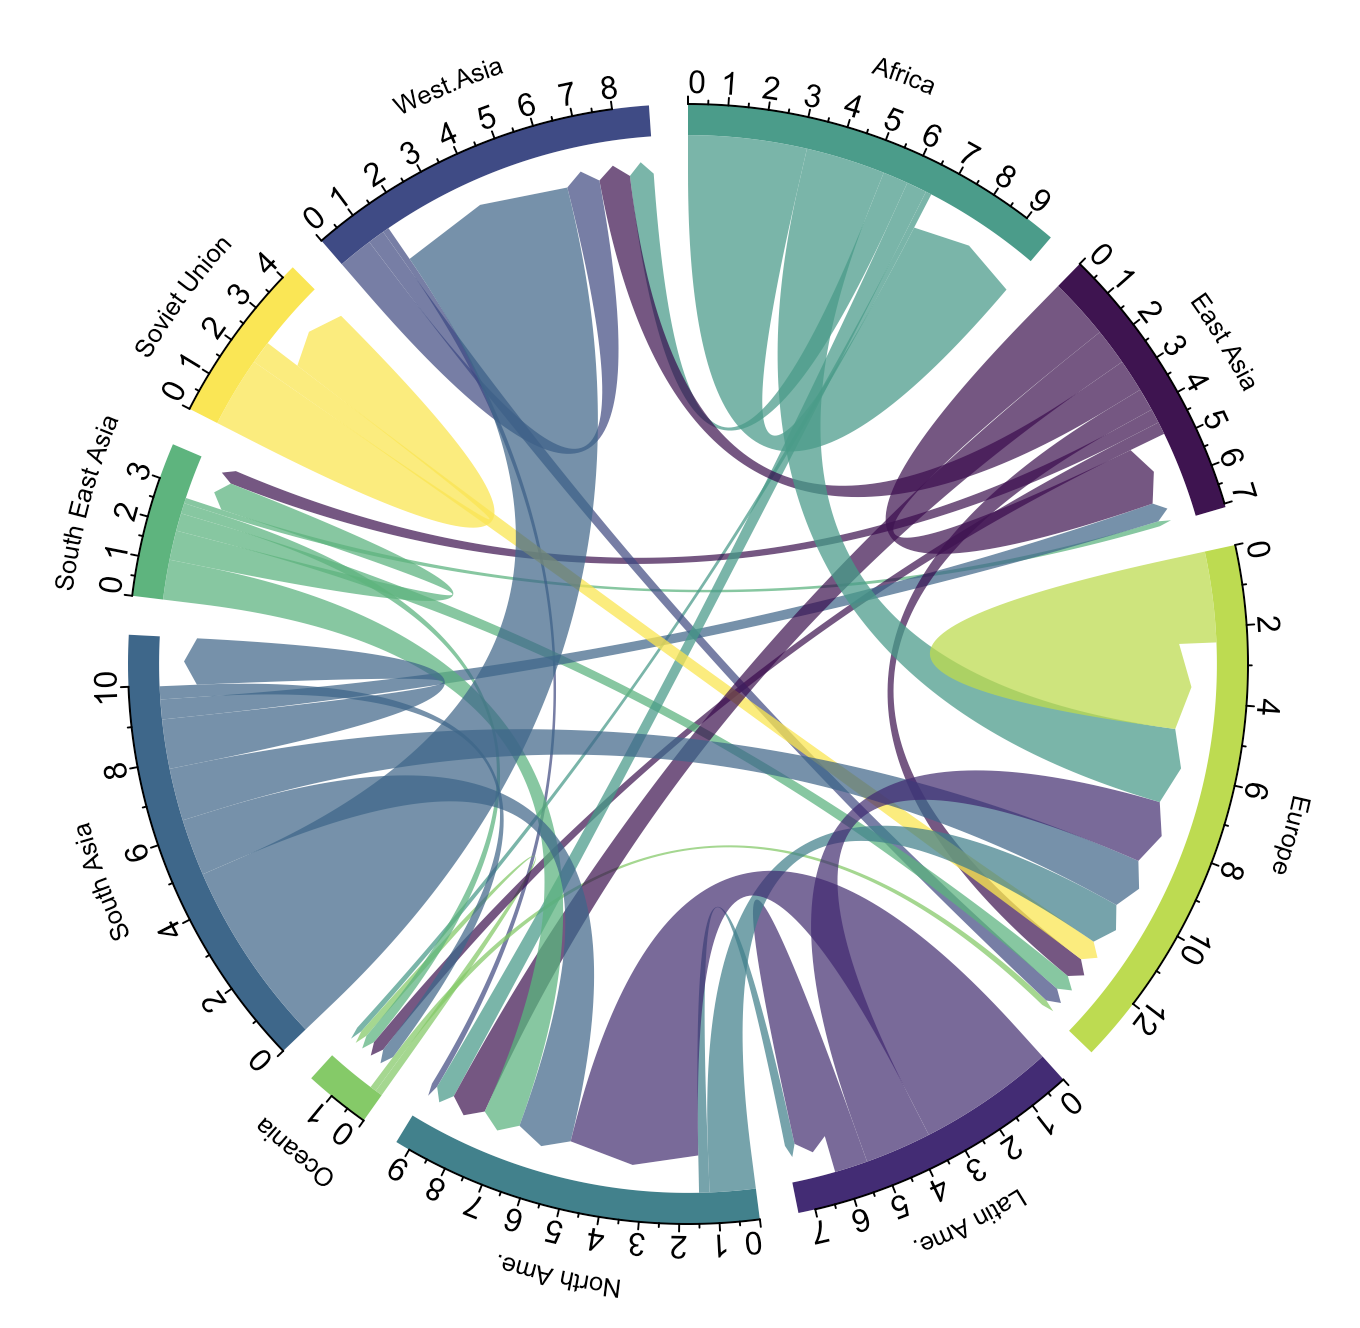 Africa
0 1 2 3 4 5 6 7 8 9
East Asia
0 1 2 3 4 5 6 7
Europe
0 2 4 6 8 10 12
Latin Ame.
0 1 2 3 4 5 6 7
North Ame.
0 1 2 3 4 5 6 7 8 9
Oceania
0 1
South Asia
0 2 4 6 8 10
South East Asia
0 1 2 3
Soviet Union
0 1 2 3 4
West.Asia
0 1 2 3 4 5 6 7 8